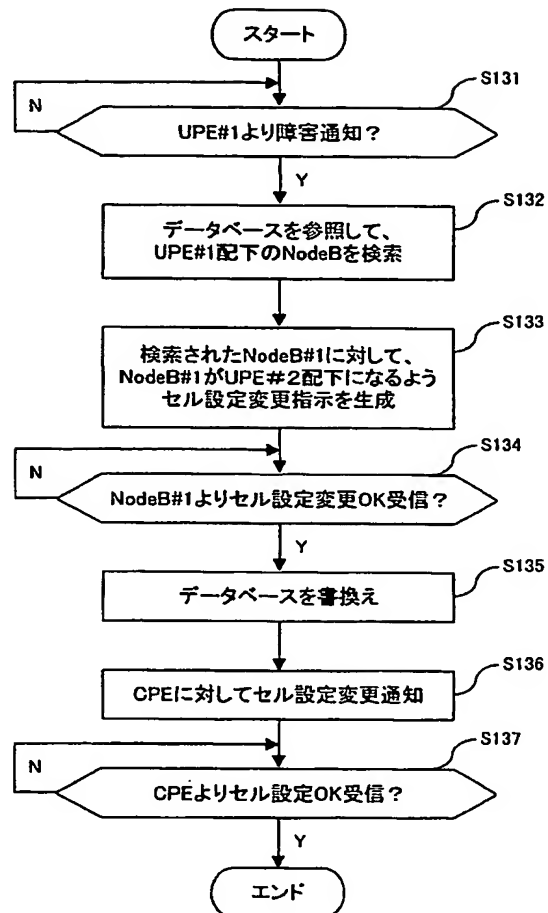 スタート
S131
N
UPE#1より障害通知?
Y
S132
データベースを参照して、
UPE#1配下のNodeBを検索
S133
検索されたNodeB#1に対して、
NodeB#1がUPE#2配下になるよう
セル設定変更指示を生成
S134
N
NodeB#1よりセル設定変更OK受信?
Y
S135
データベースを書換え
S136
CPEに対してセル設定変更通知
S137
N
CPEよりセル設定OK受信?
Y
エンド